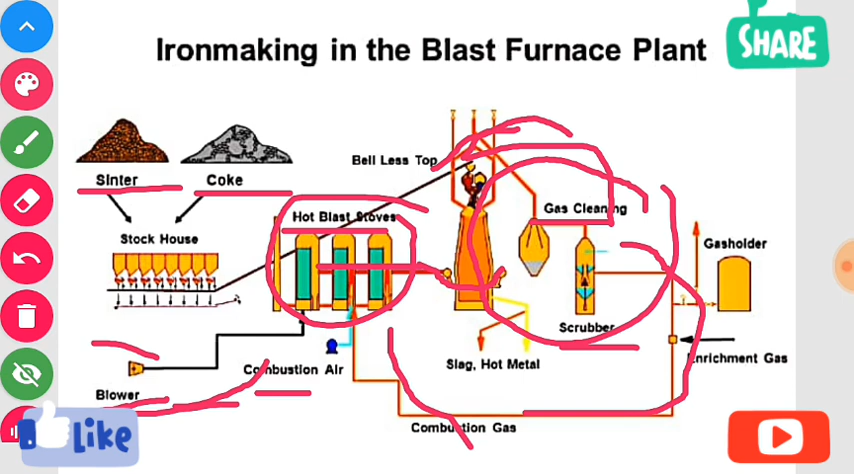 Ironmaking in the Blast Furnace Plant
SHARE
Bell Less Top
Sinter
Coke
Gas Cleaning
Hot Blast Stoves
Stock House
Gasholder
Scrubber
Slag, Hot Metal
Enrichment Gas
Combustion Air
Blower
Combustion Gas
Like